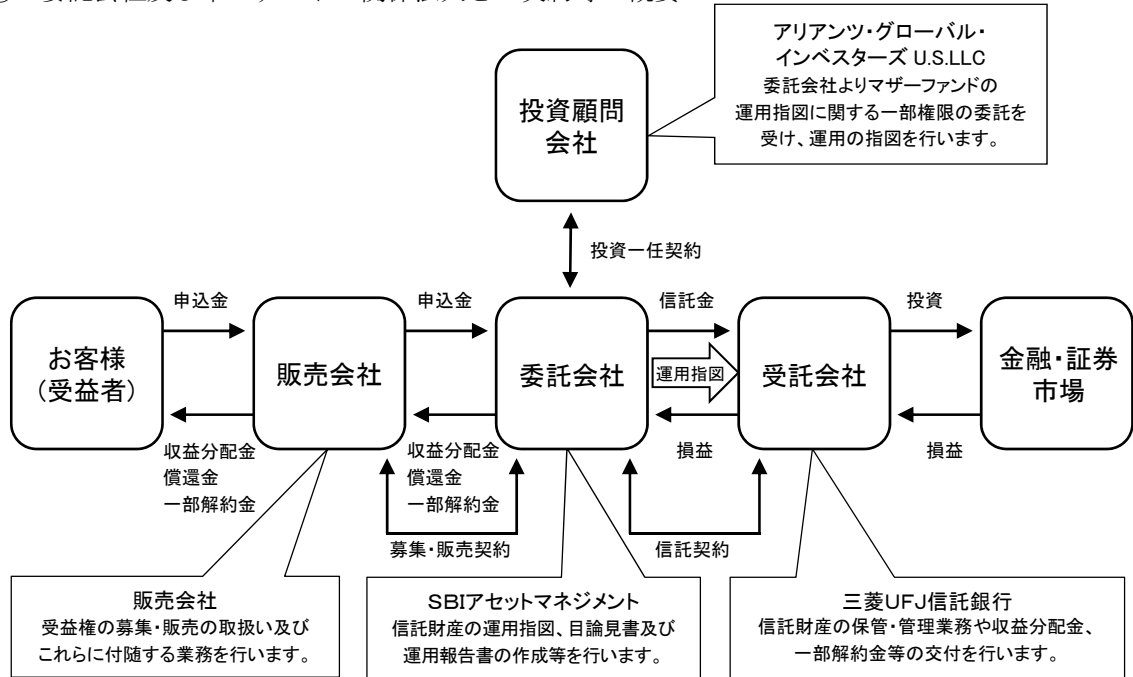 アリアンツ・グローバル・
インベスターズ U.S.LLC
委託会社よりマザーファンドの
運用指図に関する一部権限の委託を
受け、運用の指図を行います。
投資顧問
会社
投資一任契約
申込金
申込金
信託金
投資
お客様
(受益者)
販売会社
委託会社
運用指図
受託会社
金融・証券
市場
収益分配金
償還金
一部解約金
収益分配金
償還金
一部解約金
損益
損益
募集・販売契約
信託契約
販売会社
受益権の募集・販売の取扱い及び
これらに付随する業務を行います。
SBIアセットマネジメント
信託財産の運用指図、目論見書及び
運用報告書の作成等を行います。
三菱UFJ信託銀行
信託財産の保管・管理業務や収益分配金、
一部解約金等の交付を行います。